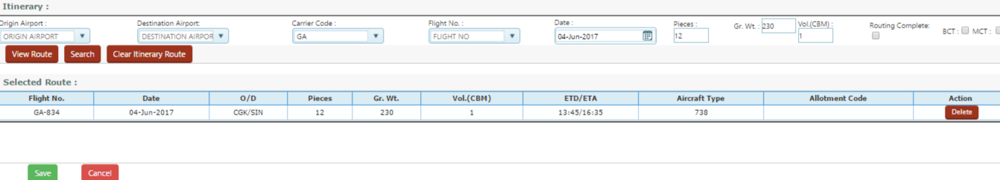 Itinerary :
Origin Airport : Destination Airport: Carrier Code : Flight No. : Date : Pieces : Gr. Wt. : 230 Vol.(CBM) : Routing Complete: BCT : MCT :
ORIGIN AIRPORT DESTINATION AIRPOR GA FLIGHT NO 04-Jun-2017 12 1
View Route Search Clear Itinerary Route
Selected Route :
Flight No. Date O/D Pieces Gr. Wt. Vol.(CBM) ETD/ETA Aircraft Type Allotment Code Action
GA-834 04-Jun-2017 CGK/SIN 12 230 1 13:45/16:35 738 Delete
Save Cancel